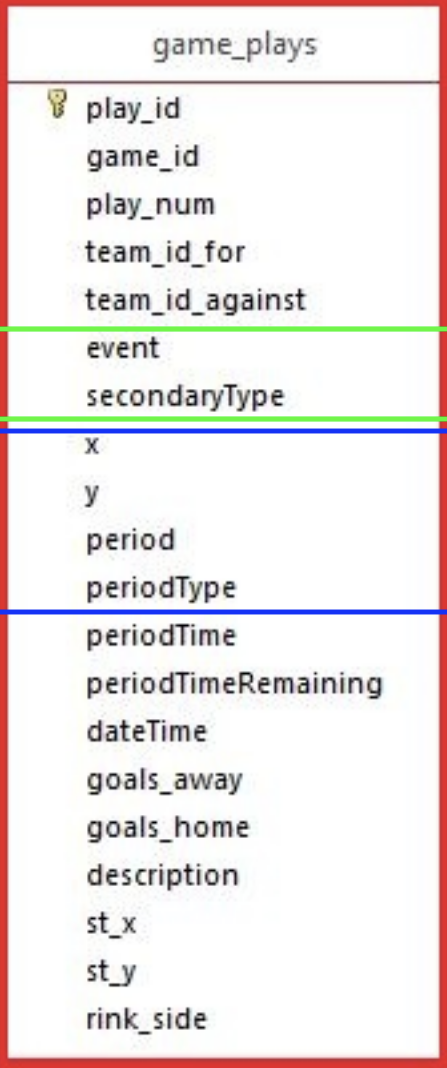 game_plays
play_id
game_id
play_num
team_id_for
team_id_against
event
secondaryType
x
y
period
periodType
periodTime
periodTimeRemaining
dateTime
goals_away
goals_home
description
st_x
st_y
rink_side